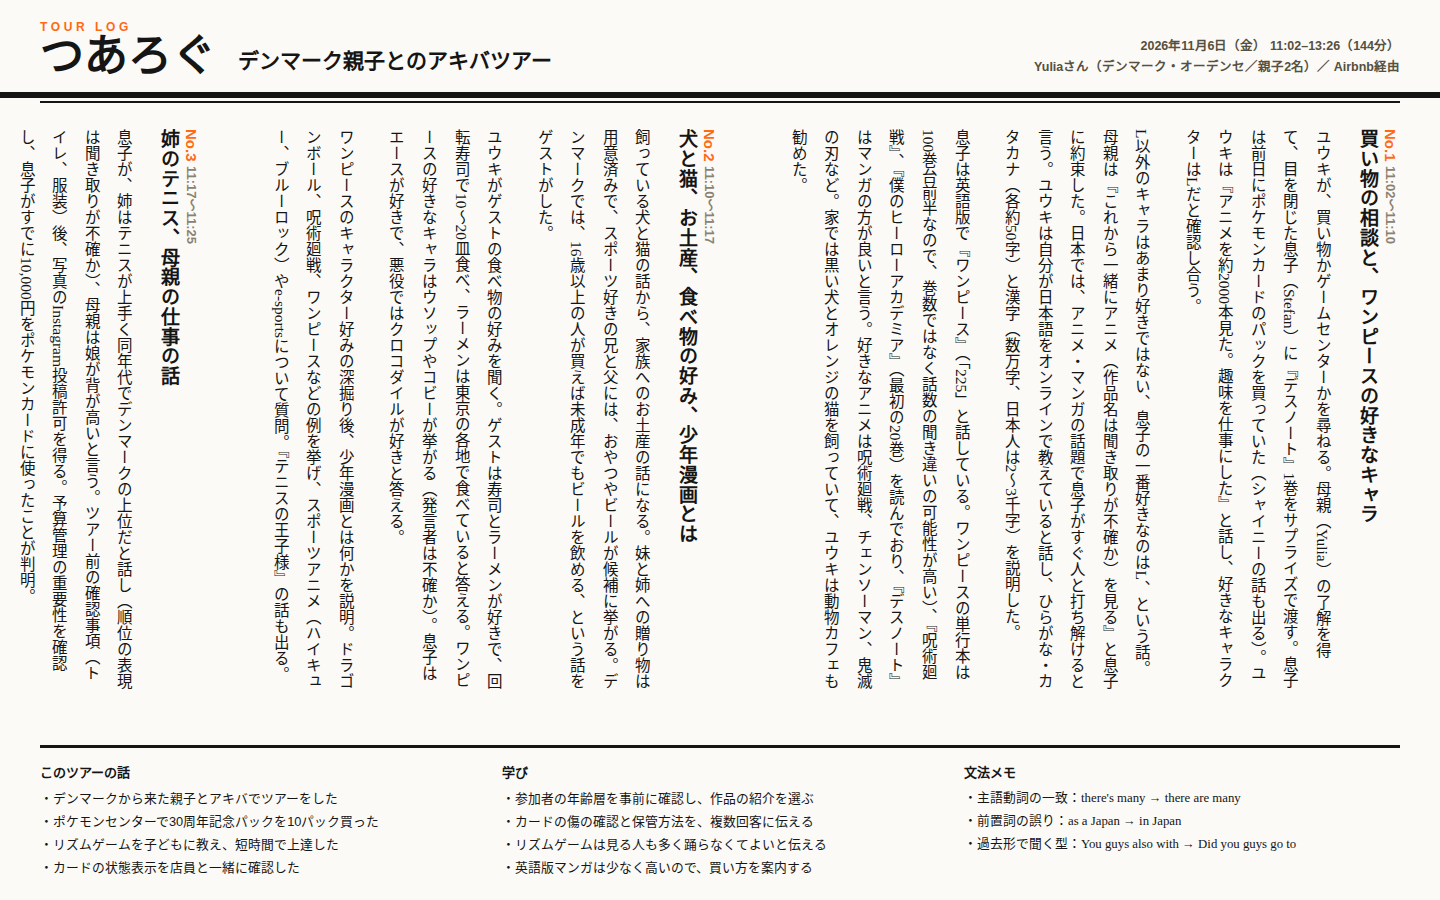 TOUR LOG
つあろぐ
デンマーク親子とのアキバツアー
2026年11月6日（金） 11:02–13:26（144分）
Yuliaさん（デンマーク・オーデンセ／親子2名）／ Airbnb経由
No.1 11:02〜11:10
買い物の相談と、ワンピースの好きなキャラ
ユウキが、買い物かゲームセンターかを尋ねる。母親（Yulia）の了解を得
て、目を閉じた息子（Stefan）に『デスノート』1巻をサプライズで渡す。息子
は前日にポケモンカードのパックを買っていた（シャイニーの話も出る）。ユ
ウキは『アニメを約2000本見た。趣味を仕事にした』と話し、好きなキャラク
ターはLだと確認し合う。
L以外のキャラはあまり好きではない、息子の一番好きなのはL、という話。
母親は『これから一緒にアニメ（作品名は聞き取りが不確か）を見る』と息子
に約束した。日本では、アニメ・マンガの話題で息子がすぐ人と打ち解けると
言う。ユウキは自分が日本語をオンラインで教えていると話し、ひらがな・カ
タカナ（各約50字）と漢字（数万字、日本人は2〜3千字）を説明した。
息子は英語版で『ワンピース』（「225」と話している。ワンピースの単行本は
100巻台前半なので、巻数ではなく話数の聞き違いの可能性が高い）、『呪術廻
戦』、『僕のヒーローアカデミア』（最初の20巻）を読んでおり、『デスノート』
はマンガの方が良いと言う。好きなアニメは呪術廻戦、チェンソーマン、鬼滅
の刃など。家では黒い犬とオレンジの猫を飼っていて、ユウキは動物カフェも
勧めた。
No.2 11:10〜11:17
犬と猫、お土産、食べ物の好み、少年漫画とは
飼っている犬と猫の話から、家族へのお土産の話になる。妹と姉への贈り物は
用意済みで、スポーツ好きの兄と父には、おやつやビールが候補に挙がる。デ
ンマークでは、16歳以上の人が買えば未成年でもビールを飲める、という話を
ゲストがした。
ユウキがゲストの食べ物の好みを聞く。ゲストは寿司とラーメンが好きで、回
転寿司で10〜20皿食べ、ラーメンは東京の各地で食べていると答える。ワンピ
ースの好きなキャラはウソップやコビーが挙がる（発言者は不確か）。息子は
エースが好きで、悪役ではクロコダイルが好きと答える。
ワンピースのキャラクター好みの深掘り後、少年漫画とは何かを説明。ドラゴ
ンボール、呪術廻戦、ワンピースなどの例を挙げ、スポーツアニメ（ハイキュ
ー、ブルーロック）やe-sportsについて質問。『テニスの王子様』の話も出る。
No.3 11:17〜11:25
姉のテニス、母親の仕事の話
息子が、姉はテニスが上手く同年代でデンマークの上位だと話し（順位の表現
は聞き取りが不確か）、母親は娘が背が高いと言う。ツアー前の確認事項（ト
イレ、服装）後、写真のInstagram投稿許可を得る。予算管理の重要性を確認
し、息子がすでに10,000円をポケモンカードに使ったことが判明。
このツアーの話
・デンマークから来た親子とアキバでツアーをした
・ポケモンセンターで30周年記念パックを10パック買った
・リズムゲームを子どもに教え、短時間で上達した
・カードの状態表示を店員と一緒に確認した
学び
・参加者の年齢層を事前に確認し、作品の紹介を選ぶ
・カードの傷の確認と保管方法を、複数回客に伝える
・リズムゲームは見る人も多く踊らなくてよいと伝える
・英語版マンガは少なく高いので、買い方を案内する
文法メモ
・主語動詞の一致：there's many → there are many
・前置詞の誤り：as a Japan → in Japan
・過去形で聞く型：You guys also with → Did you guys go to